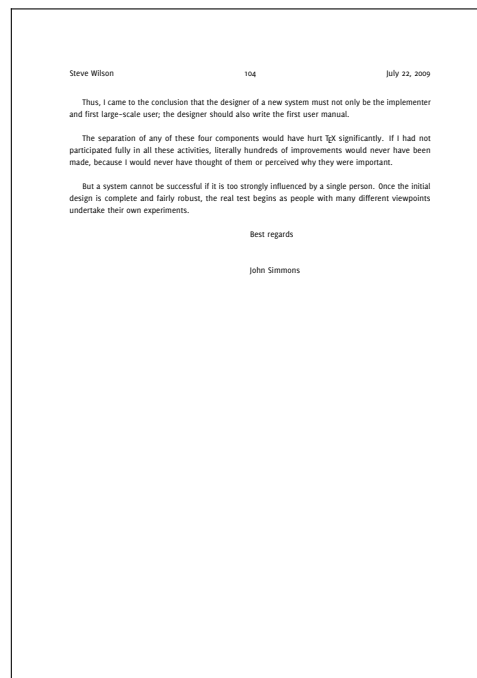 Steve Wilson 104 July 22, 2009
Thus, I came to the conclusion that the designer of a new system must not only be the implementer
and first large-scale user; the designer should also write the first user manual.
The separation of any of these four components would have hurt TEX significantly. If I had not
participated fully in all these activities, literally hundreds of improvements would never have been
made, because I would never have thought of them or perceived why they were important.
But a system cannot be successful if it is too strongly influenced by a single person. Once the initial
design is complete and fairly robust, the real test begins as people with many different viewpoints
undertake their own experiments.
Best regards
John Simmons